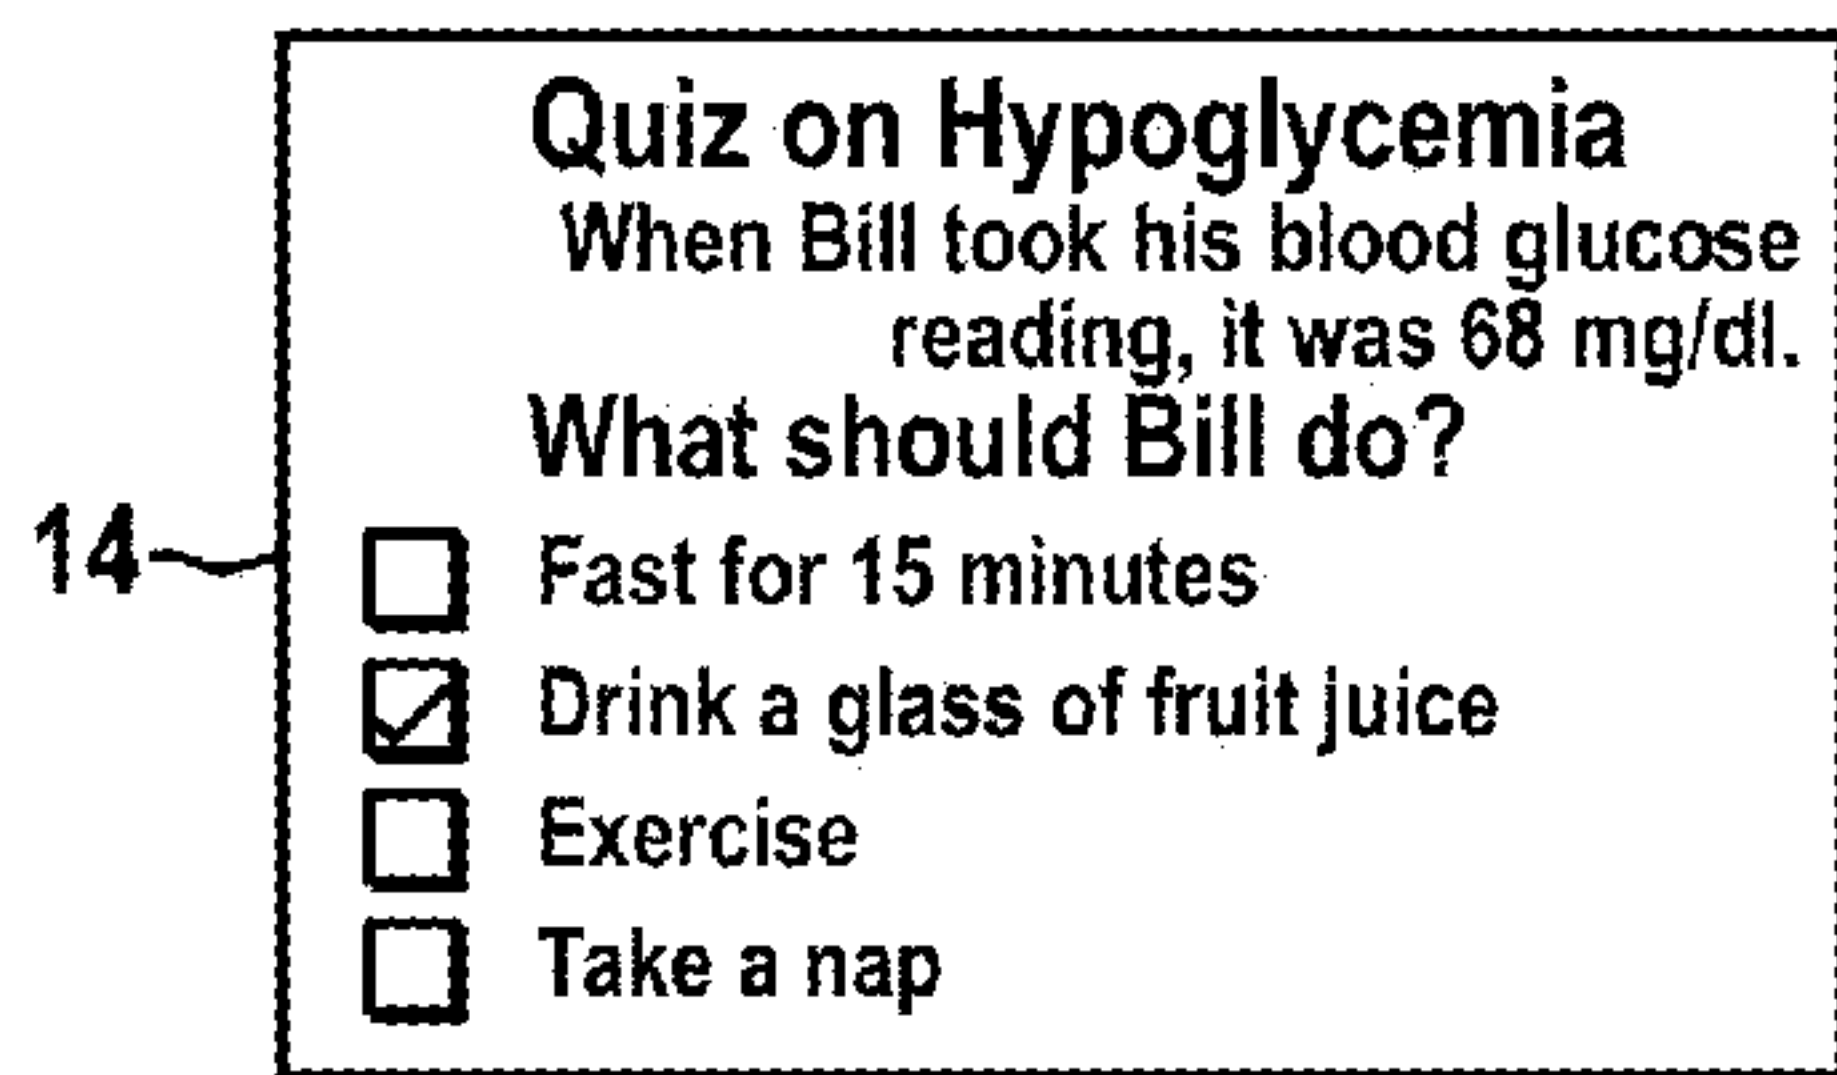 Quiz on Hypoglycemia
When Bill took his blood glucose
reading, it was 68 mg/dl.
What should Bill do?
14
Fast for 15 minutes
Drink a glass of fruit juice
Exercise
Take a nap